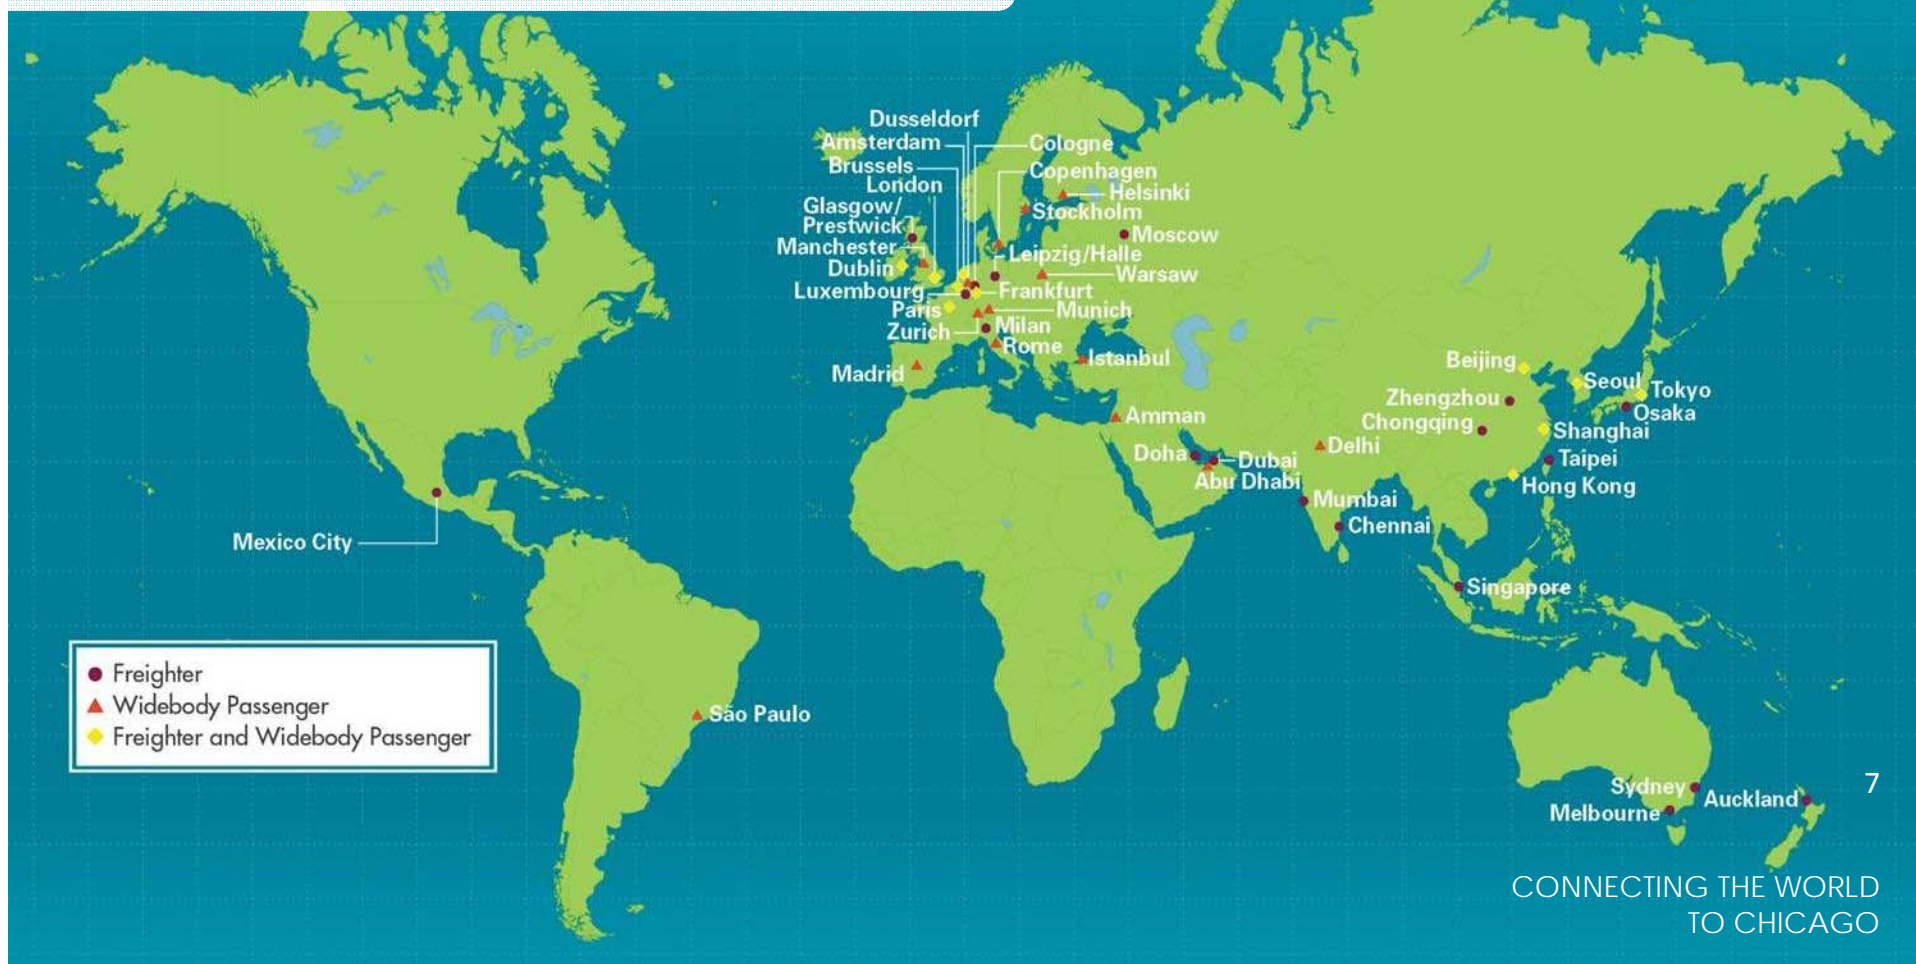 Dusseldorf
Amsterdam
Cologne
Brussels
Copenhagen
London
Helsinki
Glasgow/
Prestwick
Stockholm
Manchester
Moscow
Dublin
Leipzig/Halle
Warsaw
Luxembourg
Frankfurt
Paris
Munich
Zurich
Milan
Rome
Istanbul
Madrid
Beijing
Seoul
Tokyo
Zhengzhou
Osaka
Amman
Chongqing
Shanghai
Delhi
Doha
Dubai
Taipei
Abu Dhabi
Hong Kong
Mumbai
Chennai
Mexico City
Singapore
Freighter
Widebody Passenger
Freighter and Widebody Passenger
São Paulo
Sydney
Auckland
Melbourne
7
CONNECTING THE WORLD
TO CHICAGO